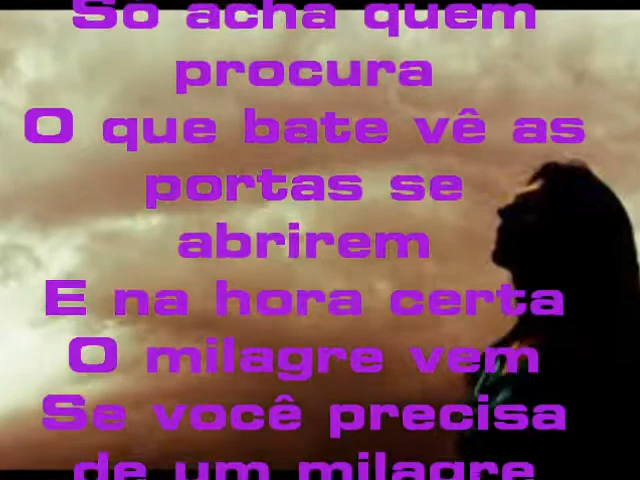 Só acha quem
procura
O que bate vê as
portas se
abrirem
E na hora certa
O milagre vem
Se você precisa
de um milagre